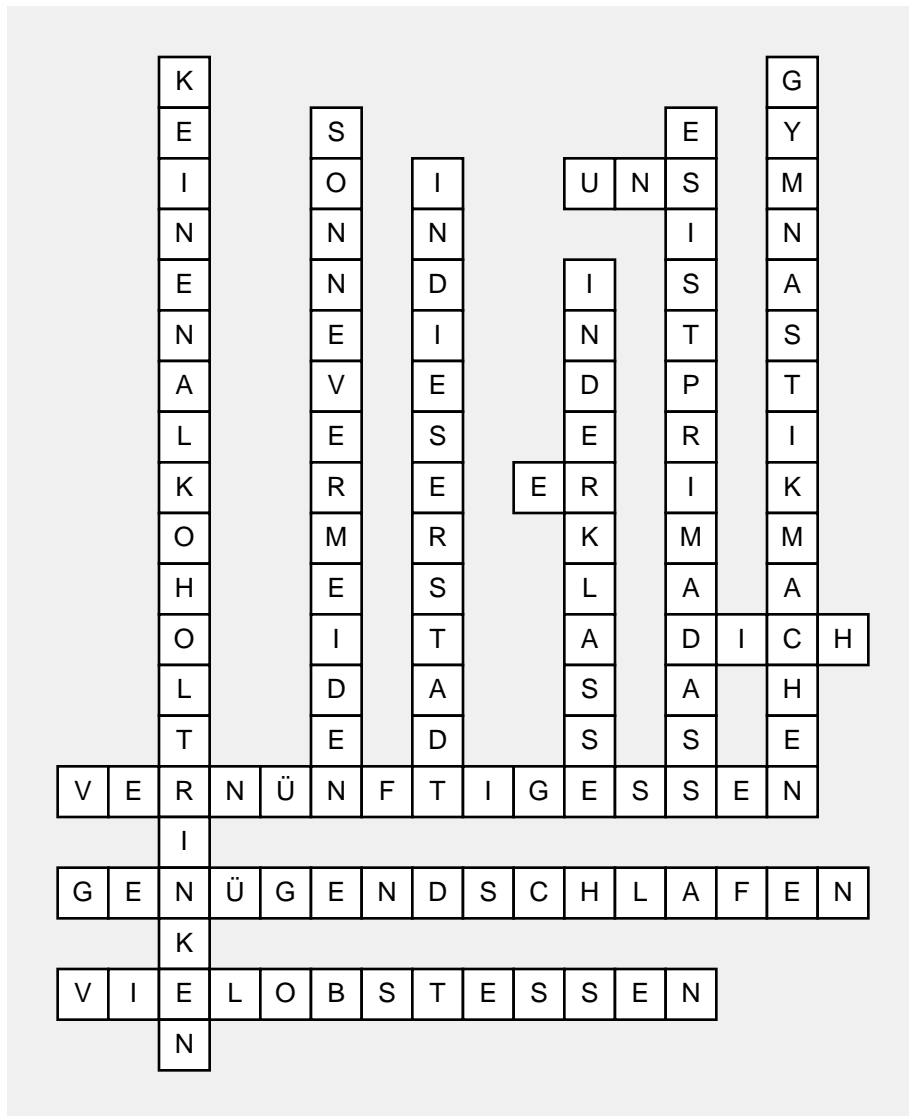 KEINENALKOHOLTRINKEN
GYMNASTIKMACHEN
SONNEVERMEIDEN
ESISTPRIMADASS
INDIESERSTADT
UNS
INDERKLASSE
ER
DICH
VERNÜNFTIGESSEN
GENÜGENDSCHLAFEN
VIELOBSTESSEN